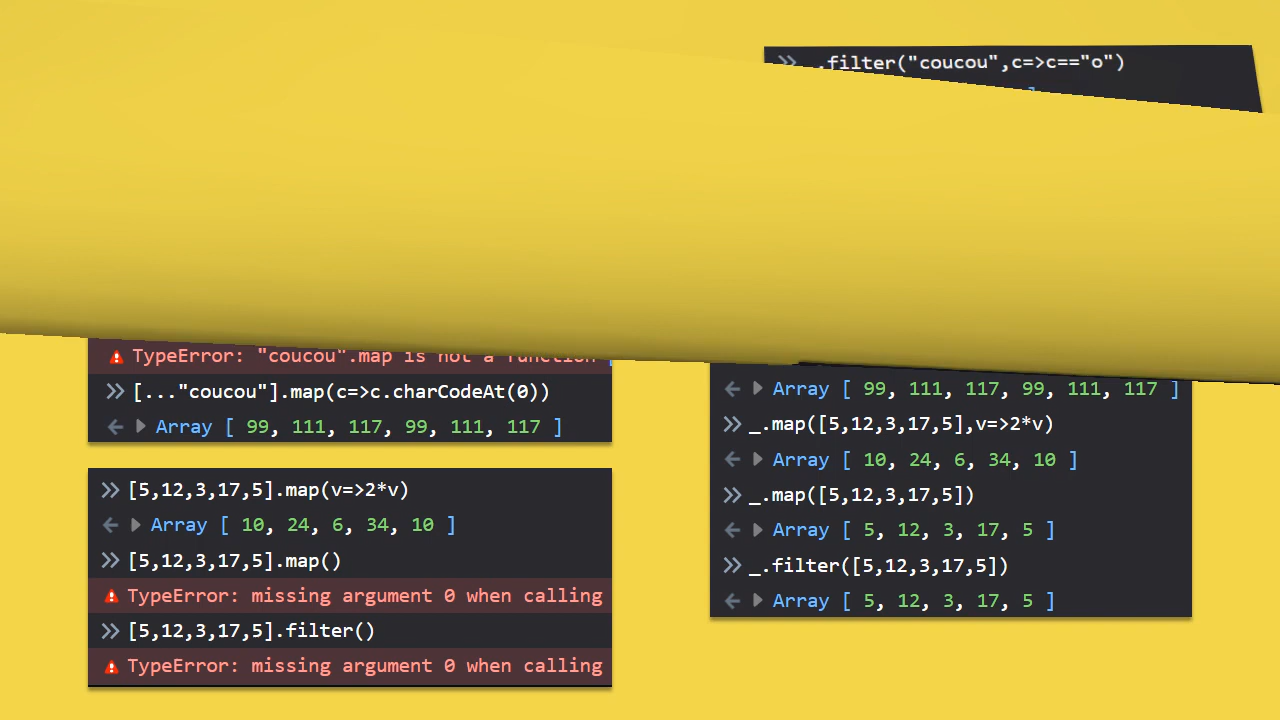 .filter("coucou",c=>c=="o")
TypeError: "coucou".map is not a function
>> [..."coucou"].map(c=>c.charCodeAt(0))
Array [ 99, 111, 117, 99, 111, 117 ]
>> [5,12,3,17,5].map(v=>2*v)
Array [ 10, 24, 6, 34, 10 ]
>> [5,12,3,17,5].map()
TypeError: missing argument 0 when calling
>> [5,12,3,17,5].filter()
TypeError: missing argument 0 when calling
Array [ 99, 111, 117, 99, 111, 117 ]
>> _.map([5,12,3,17,5],v=>2*v)
Array [ 10, 24, 6, 34, 10 ]
>> _.map([5,12,3,17,5])
Array [ 5, 12, 3, 17, 5 ]
>> _.filter([5,12,3,17,5])
Array [ 5, 12, 3, 17, 5 ]